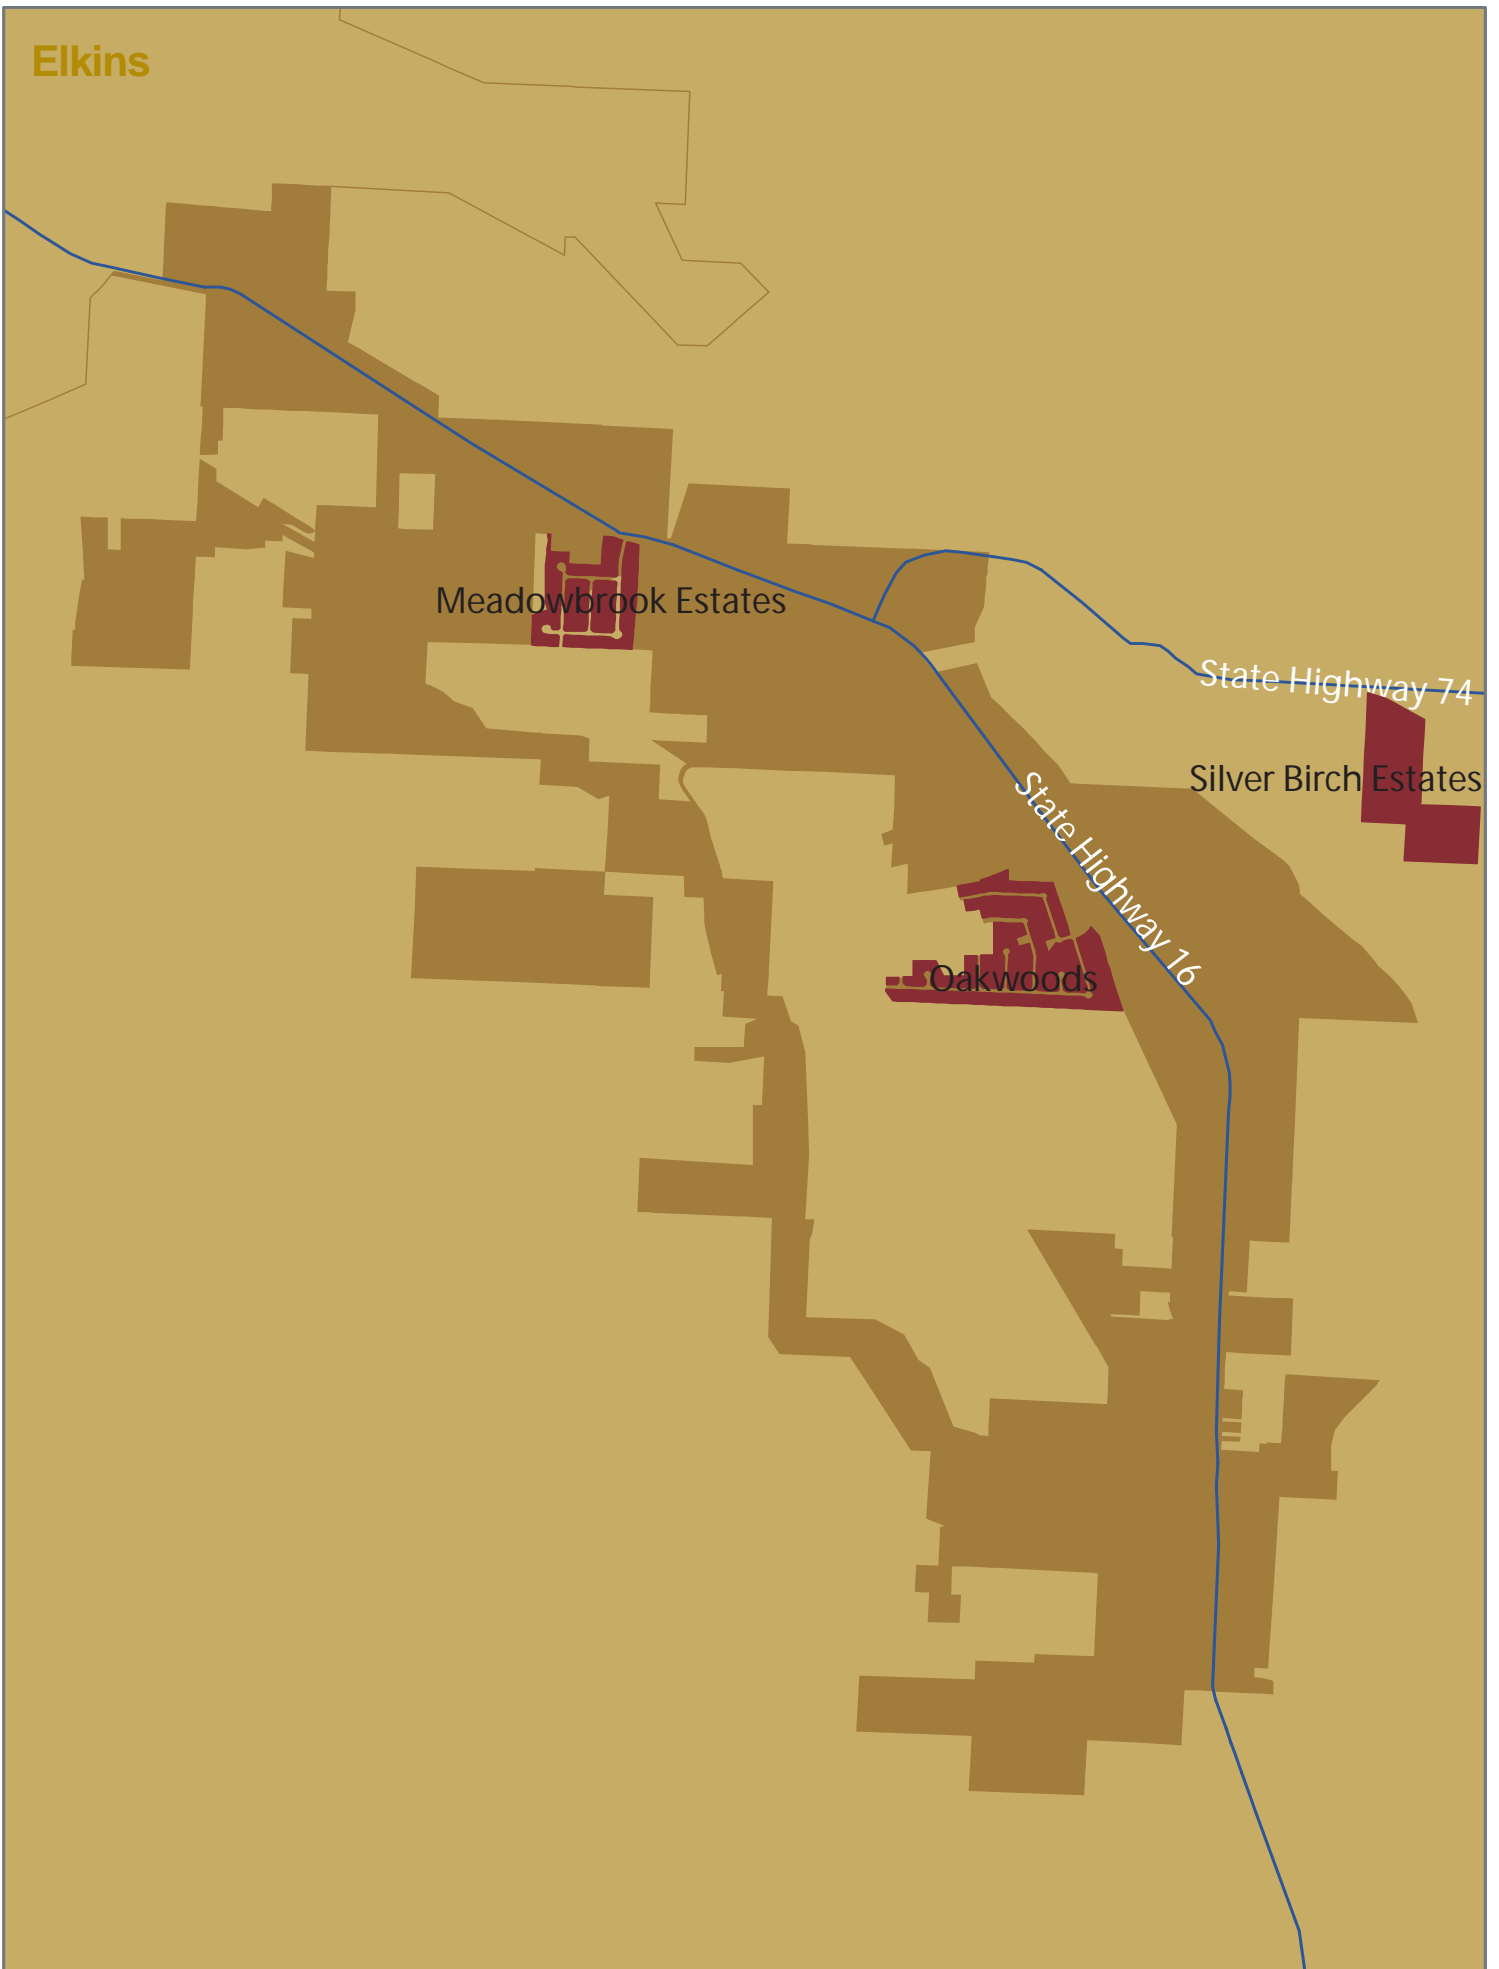 Elkins
Meadowbrook Estates
State Highway 74
Silver Birch Estates
State Highway 16
Oakwoods